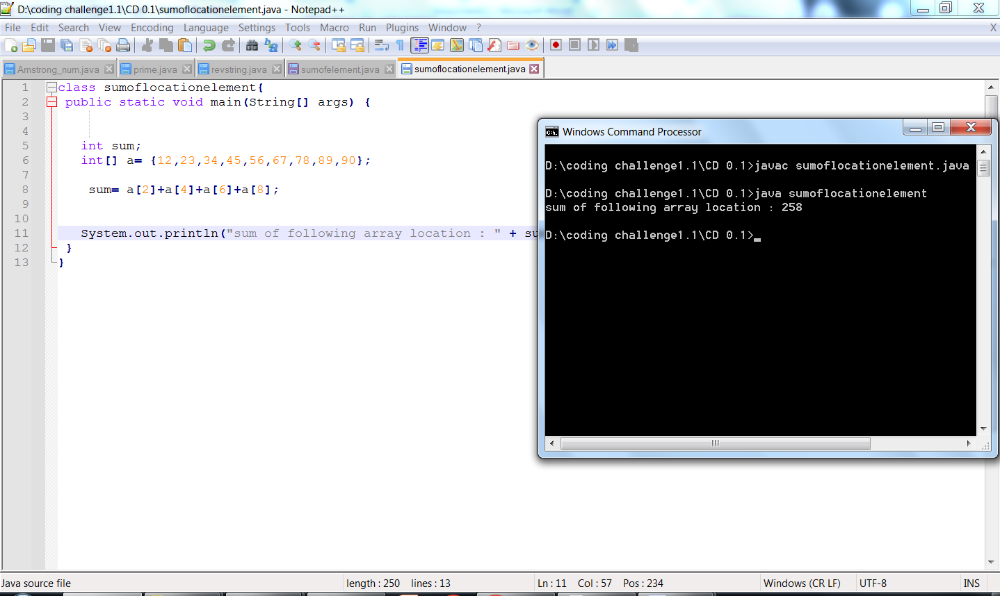 D:\coding challenge1.1\CD 0.1\sumoflocationelement.java - Notepad++
File Edit Search View Encoding Language Settings Tools Macro Run Plugins Window ? X
Amstrong_num.java prime.java revstring.java sumofelement.java sumoflocationelement.java
1 class sumoflocationelement{
2 public static void main(String[] args) {
3
4
5 int sum;
6 int[] a= {12,23,34,45,56,67,78,89,90};
7
8 sum= a[2]+a[4]+a[6]+a[8];
9
10
11 System.out.println("sum of following array location : " + su
12 }
13 }
Windows Command Processor
D:\coding challenge1.1\CD 0.1>javac sumoflocationelement.java
D:\coding challenge1.1\CD 0.1>java sumoflocationelement
sum of following array location : 258
D:\coding challenge1.1\CD 0.1>
Java source file length : 250 lines : 13 Ln : 11 Col : 57 Pos : 234 Windows (CR LF) UTF-8 INS